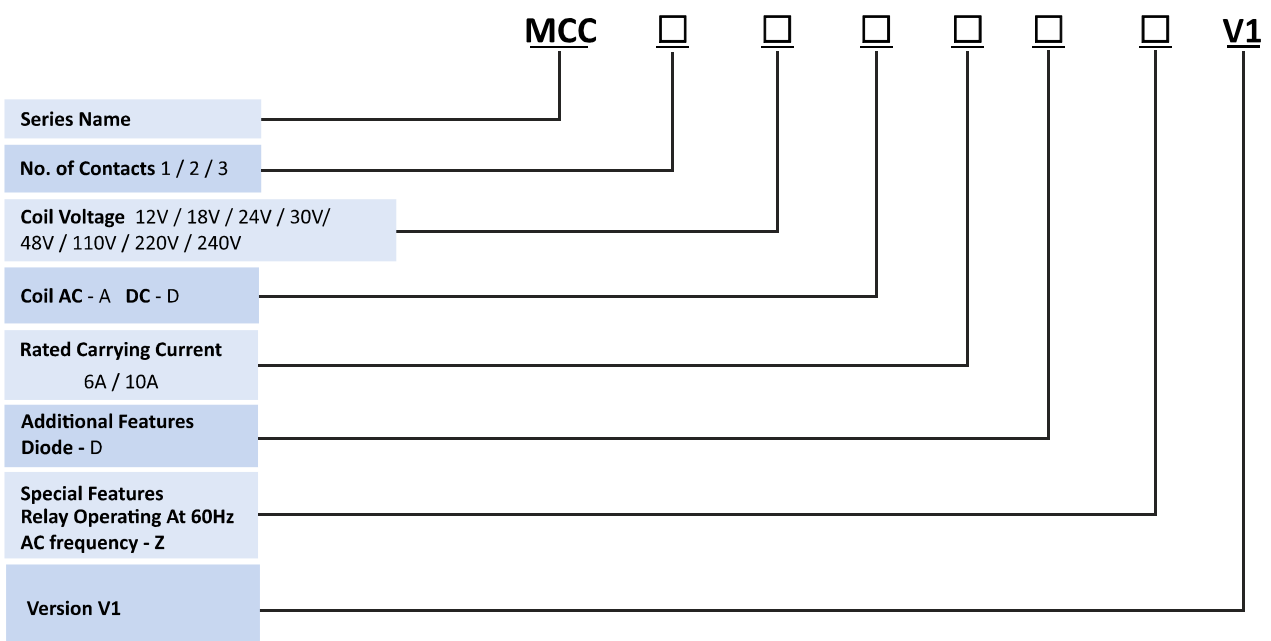 MCC □ □ □ □ □ □ V1
Series Name
No. of Contacts 1 / 2 / 3
Coil Voltage 12V / 18V / 24V / 30V/
48V / 110V / 220V / 240V
Coil AC - A DC - D
Rated Carrying Current
6A / 10A
Additional Features
Diode - D
Special Features
Relay Operating At 60Hz
AC frequency - Z
Version V1